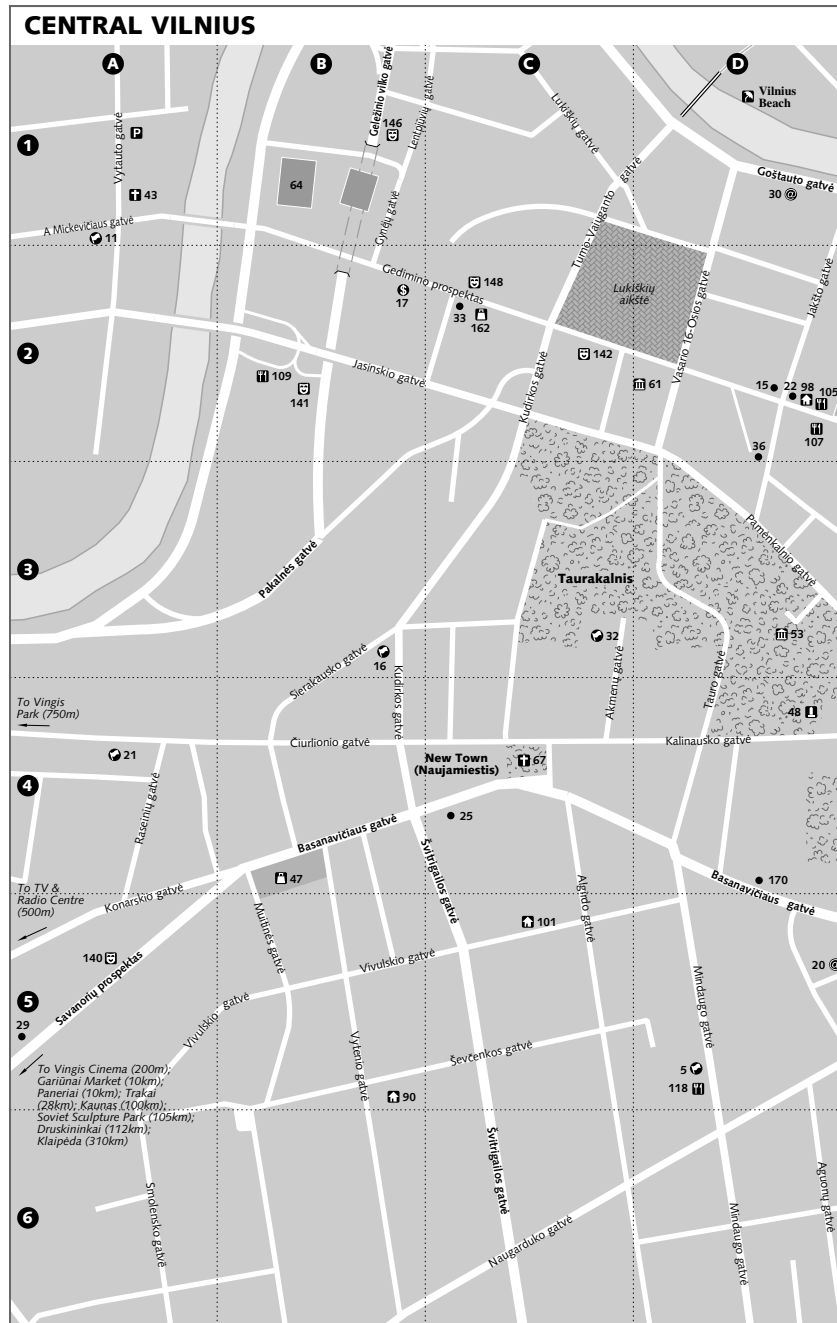 CENTRAL VILNIUS
A
B
C
D
1
2
3
4
5
6
Vytauto gatvė
P
43
A Mickevičiaus gatvė
11
Geležinio vilko gatvė
Lentpjūvių gatvė
146
64
Gynėjų gatvė
Lukiškių gatvė
Tumo-Vaižganto gatvė
Vilnius
Beach
Goštauto gatvė
30 @
Gedimino prospektas
$
17
148
33
162
Lukiškių
aikštė
Vasario 16-Osios gatvė
Jakšto gatvė
Jasinskio gatvė
109
141
Kudirkos gatvė
142
61
15
22
98
105
107
36
Pamėnkalnio gatvė
Pakalnės gatvė
Taurakalnis
32
53
Sierakausko gatvė
16
Kudirkos gatvė
Akmenų gatvė
Tauro gatvė
48
To Vingis
Park (750m)
Čiurlionio gatvė
Kalinausko gatvė
21
Raseinių gatvė
New Town
(Naujamiestis)
67
25
Basanavičiaus gatvė
47
Švitrigailos gatvė
Algirdo gatvė
170
Basanavičiaus gatvė
To TV &
Radio Centre
(500m)
Konarskio gatvė
Muitinės gatvė
101
140
Savanorių prospektas
Vivulskio gatvė
Vivulskio gatvė
Mindaugo gatvė
20 @
29
Vytenio gatvė
Ševčenkos gatvė
5
118
90
To Vingis Cinema (200m);
Gariūnai Market (10km);
Paneriai (10km); Trakai
(28km); Kaunas (100km);
Soviet Sculpture Park (105km);
Druskininkai (112km);
Klaipėda (310km)
Smolensko gatvė
Švitrigailos gatvė
Naugarduko gatvė
Mindaugo gatvė
Aguonų gatvė